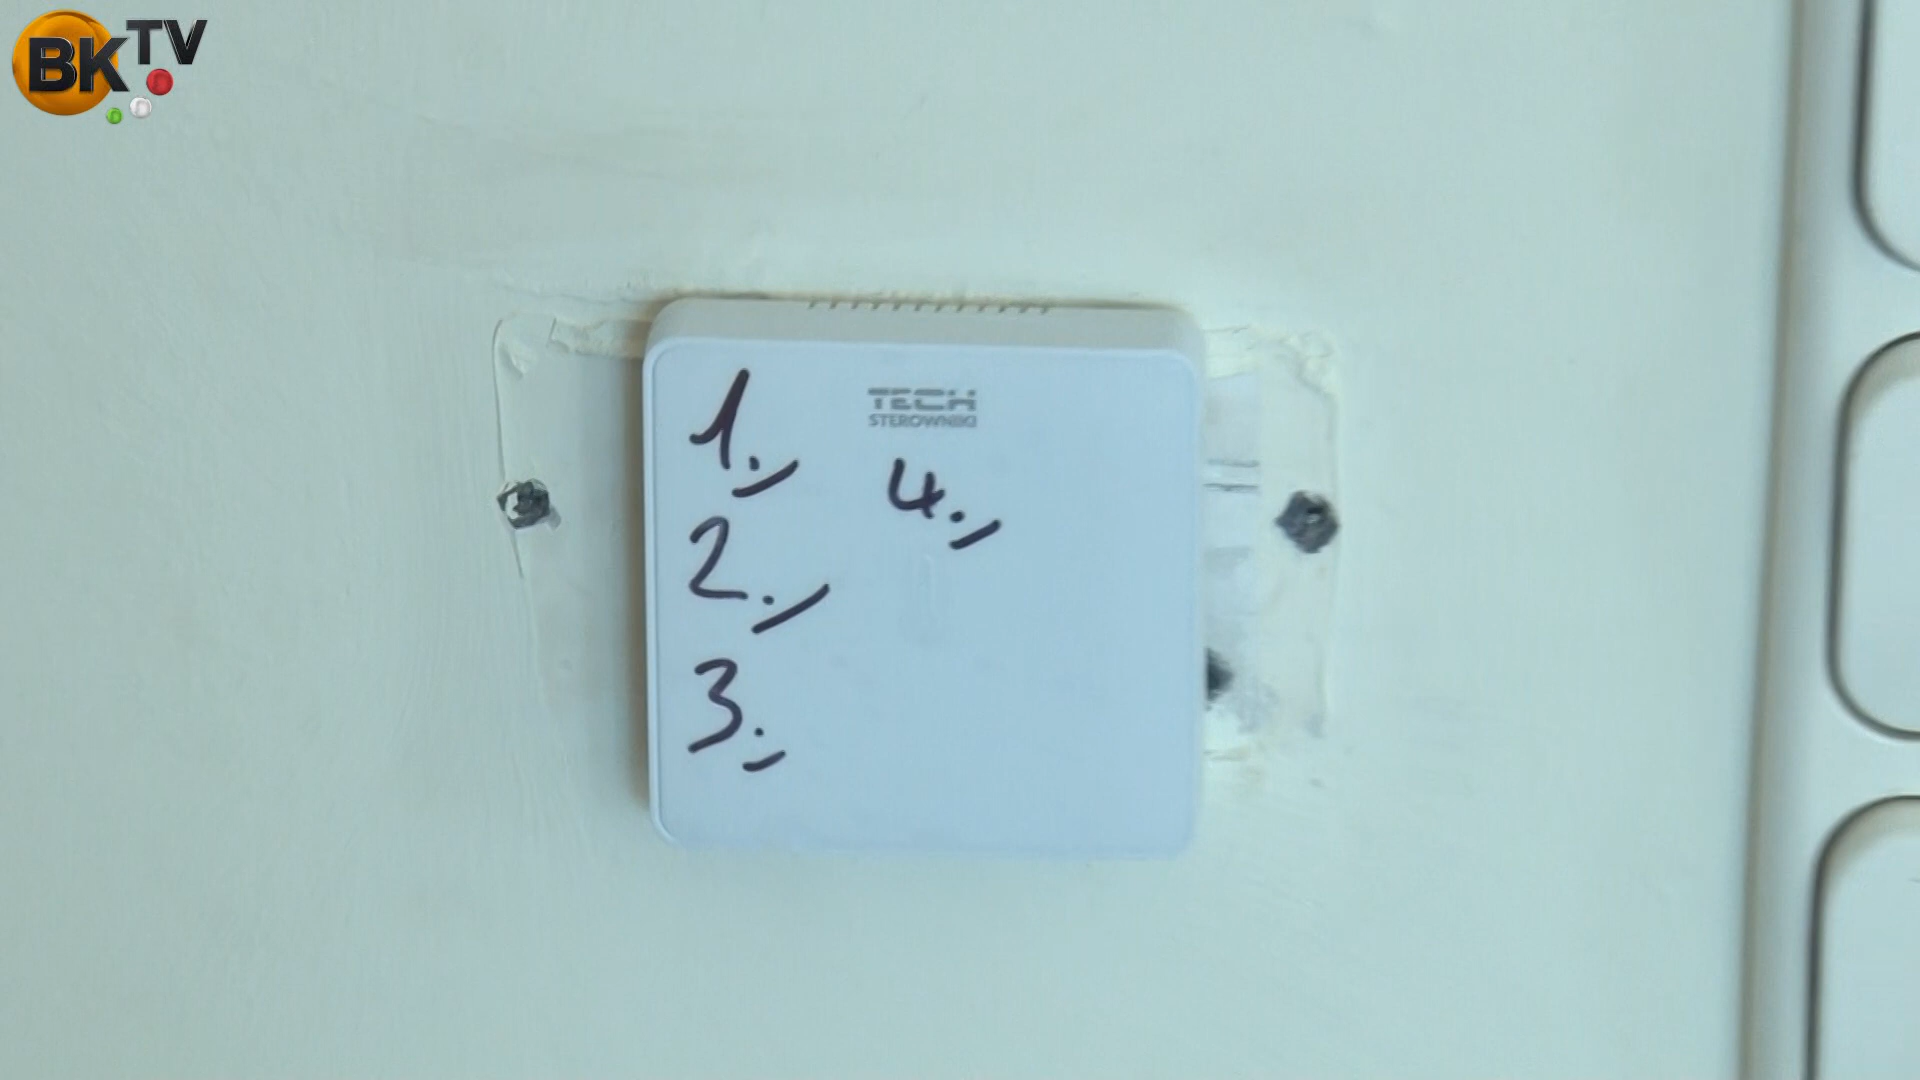 BKTV
TECH
STEROWNIKI
1.,
4.,
2.,
3.,